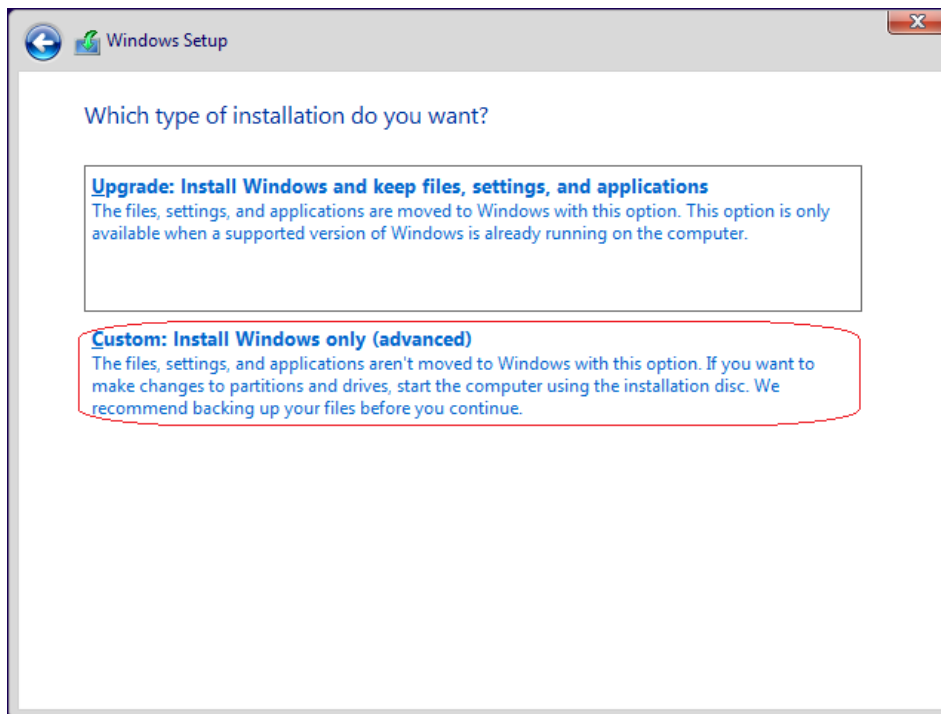 Windows Setup
Which type of installation do you want?
Upgrade: Install Windows and keep files, settings, and applications
The files, settings, and applications are moved to Windows with this option. This option is only
available when a supported version of Windows is already running on the computer.
Custom: Install Windows only (advanced)
The files, settings, and applications aren't moved to Windows with this option. If you want to
make changes to partitions and drives, start the computer using the installation disc. We
recommend backing up your files before you continue.